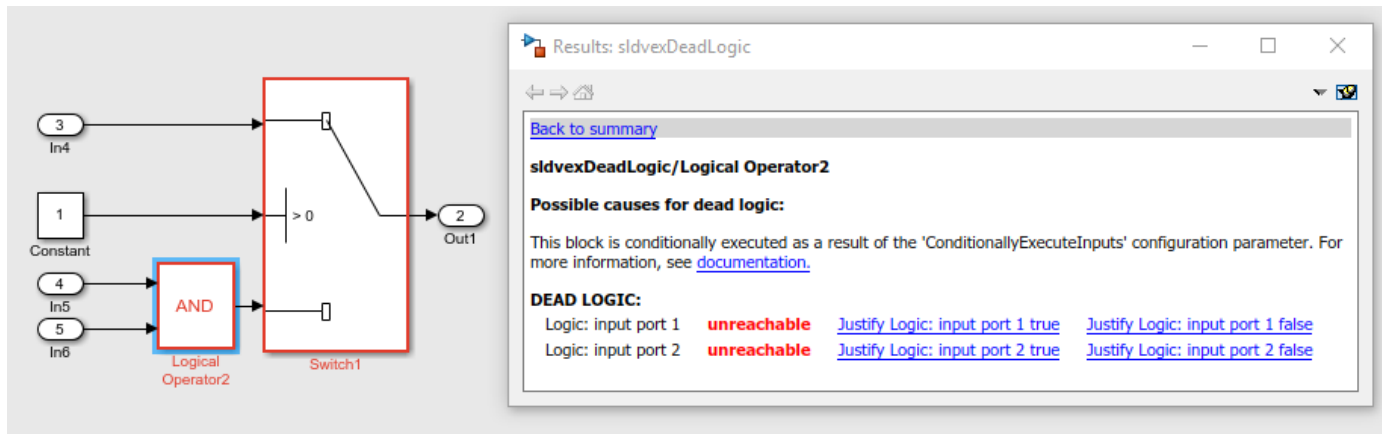 3
In4
1
Constant
4
In5
5
In6
AND
Logical
Operator2
> 0
Switch1
2
Out1
Results: sldvexDeadLogic
Back to summary
sldvexDeadLogic/Logical Operator2
Possible causes for dead logic:
This block is conditionally executed as a result of the 'ConditionallyExecuteInputs' configuration parameter. For
more information, see documentation.
DEAD LOGIC:
Logic: input port 1 unreachable Justify Logic: input port 1 true Justify Logic: input port 1 false
Logic: input port 2 unreachable Justify Logic: input port 2 true Justify Logic: input port 2 false